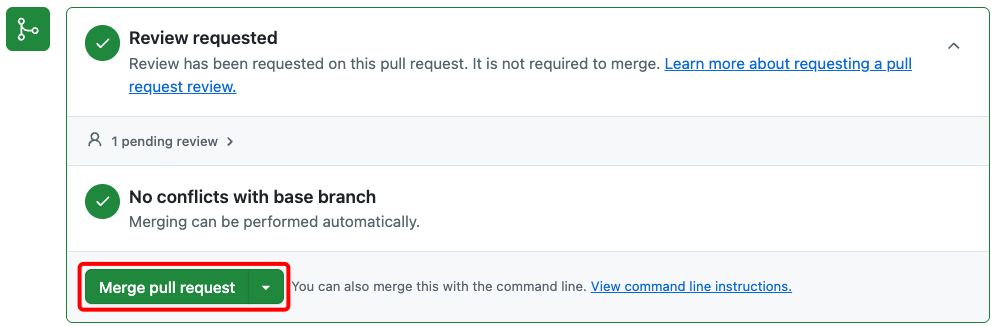 Review requested
Review has been requested on this pull request. It is not required to merge. Learn more about requesting a pull
request review.
1 pending review
No conflicts with base branch
Merging can be performed automatically.
Merge pull request
You can also merge this with the command line. View command line instructions.